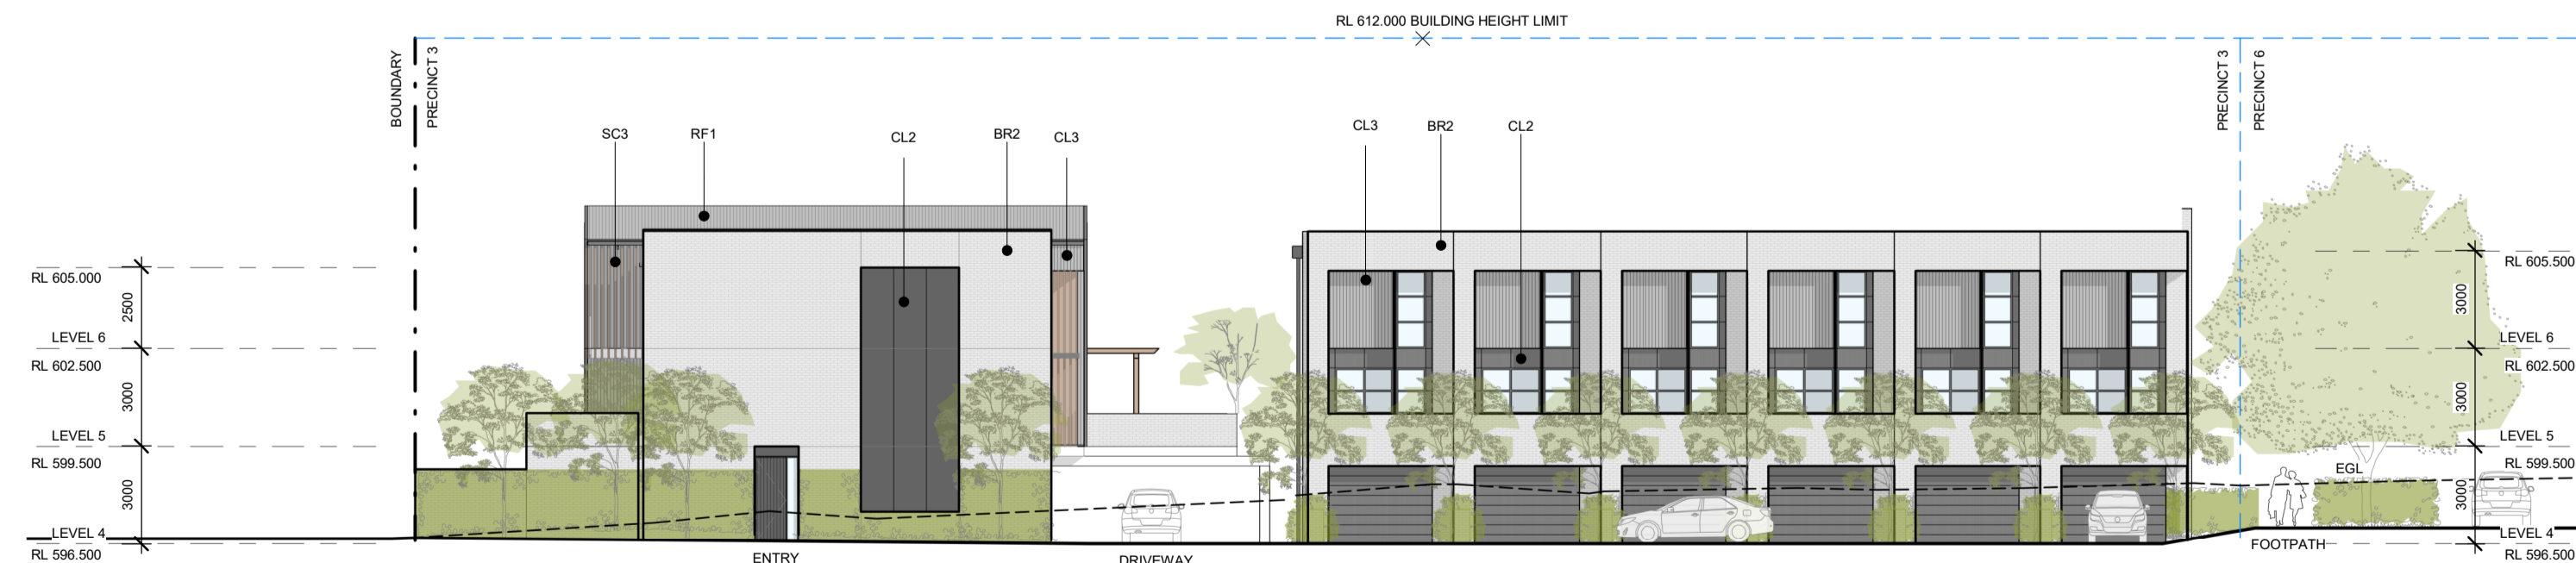 RL 612.000 BUILDING HEIGHT LIMIT
BOUNDARY
PRECINCT 3
PRECINCT 3
PRECINCT 6
SC3
RF1
CL2
BR2
CL3
CL3
BR2
CL2
RL 605.000
2500
LEVEL 6
RL 602.500
3000
LEVEL 5
RL 599.500
3000
LEVEL 4
RL 596.500
ENTRY
DRIVEWAY
RL 605.500
3000
LEVEL 6
RL 602.500
3000
LEVEL 5
RL 599.500
EGL
3000
LEVEL 4
FOOTPATH
RL 596.500